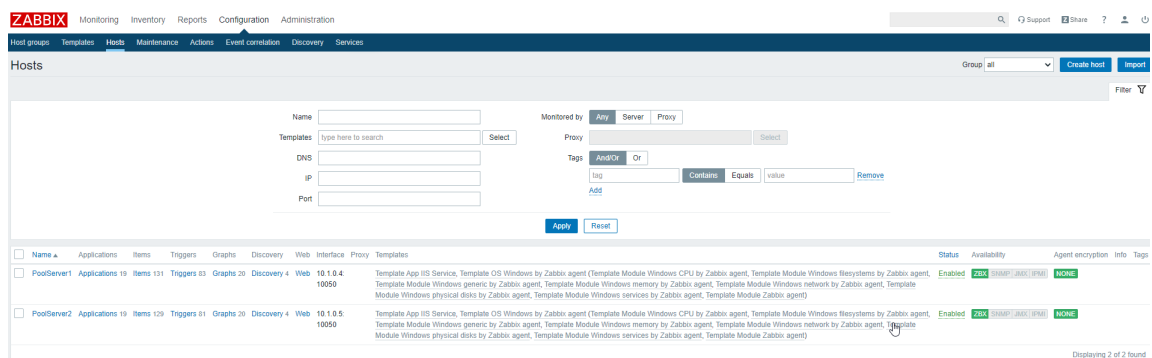 ZABBIX Monitoring Inventory Reports Configuration Administration Support Z Share ?
Host groups Templates Hosts Maintenance Actions Event correlation Discovery Services
Hosts Group all Create host Import
Filter
Name Monitored by Any Server Proxy
Templates type here to search Select Proxy Select
DNS Tags And/Or Or
IP tag Contains Equals value Remove
Add
Port
Apply Reset
Name Applications Items Triggers Graphs Discovery Web Interface Proxy Templates Status Availability Agent encryption Info Tags
PoolServer1 Applications 19 Items 131 Triggers 83 Graphs 20 Discovery 4 Web 10.1.0.4: Template App IIS Service, Template OS Windows by Zabbix agent (Template Module Windows CPU by Zabbix agent, Template Module Windows filesystems by Zabbix agent, Enabled ZBX SNMP JMX IPMI NONE
10050 Template Module Windows generic by Zabbix agent, Template Module Windows memory by Zabbix agent, Template Module Windows network by Zabbix agent, Template
Module Windows physical disks by Zabbix agent, Template Module Windows services by Zabbix agent, Template Module Zabbix agent)
PoolServer2 Applications 19 Items 129 Triggers 81 Graphs 20 Discovery 4 Web 10.1.0.5: Template App IIS Service, Template OS Windows by Zabbix agent (Template Module Windows CPU by Zabbix agent, Template Module Windows filesystems by Zabbix agent, Enabled ZBX SNMP JMX IPMI NONE
10050 Template Module Windows generic by Zabbix agent, Template Module Windows memory by Zabbix agent, Template Module Windows network by Zabbix agent, Template
Module Windows physical disks by Zabbix agent, Template Module Windows services by Zabbix agent, Template Module Zabbix agent)
Displaying 2 of 2 found